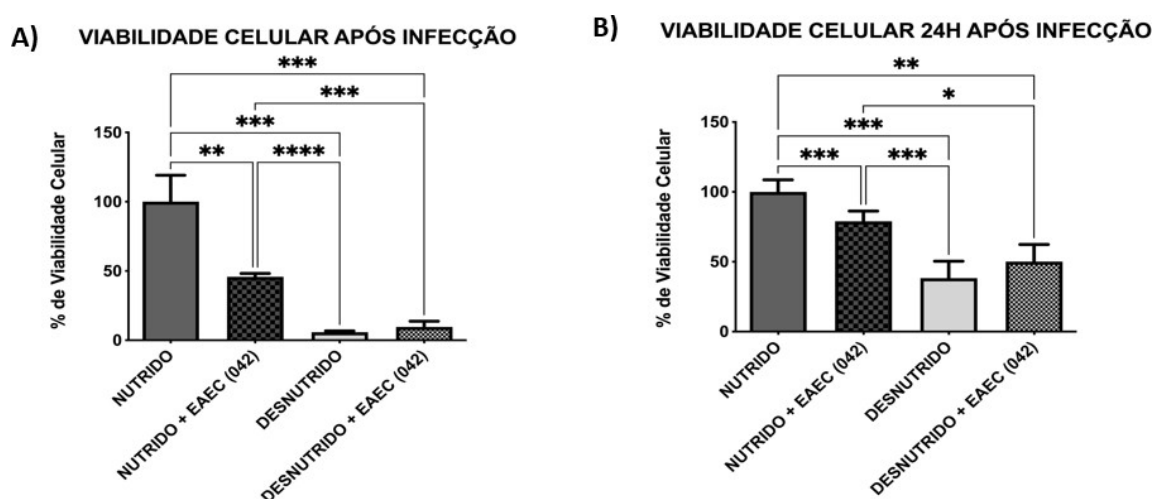 A) VIABILIDADE CELULAR APÓS INFECÇÃO
***
***
***
** ****
% de Viabilidade Celular
150
100
50
0
NUTRIDO
NUTRIDO + EAEC (042)
DESNUTRIDO
DESNUTRIDO + EAEC (042)
B) VIABILIDADE CELULAR 24H APÓS INFECÇÃO
**
*
***
*** ***
% de Viabilidade Celular
150
100
50
0
NUTRIDO
NUTRIDO + EAEC (042)
DESNUTRIDO
DESNUTRIDO + EAEC (042)